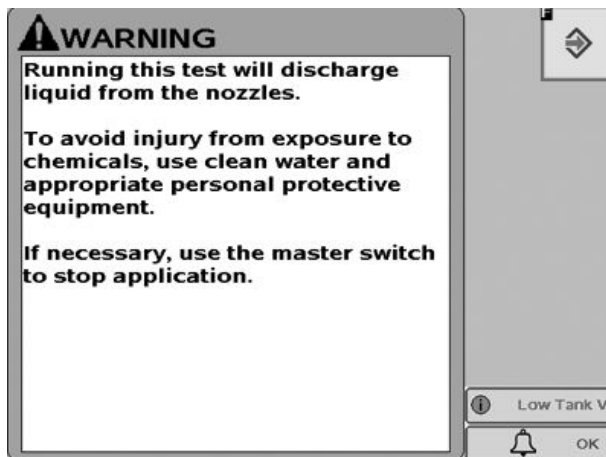 WARNING
Running this test will discharge
liquid from the nozzles.
To avoid injury from exposure to
chemicals, use clean water and
appropriate personal protective
equipment.
If necessary, use the master switch
to stop application.
F
Low Tank V
OK